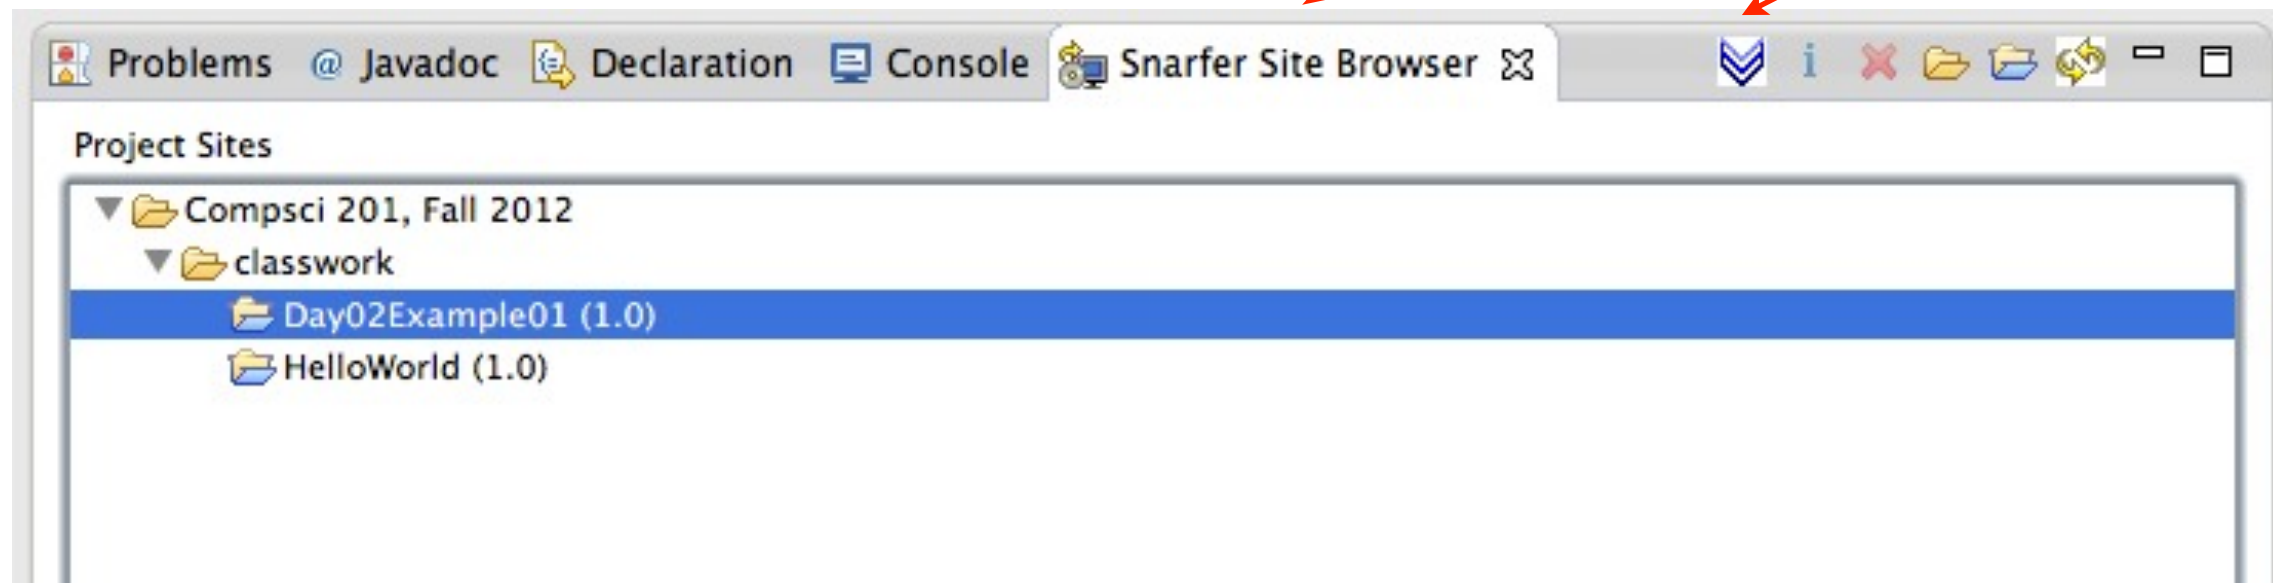 Problems @ Javadoc Declaration Console Snarfer Site Browser
Project Sites
Compsci 201, Fall 2012
classwork
Day02Example01 (1.0)
HelloWorld (1.0)